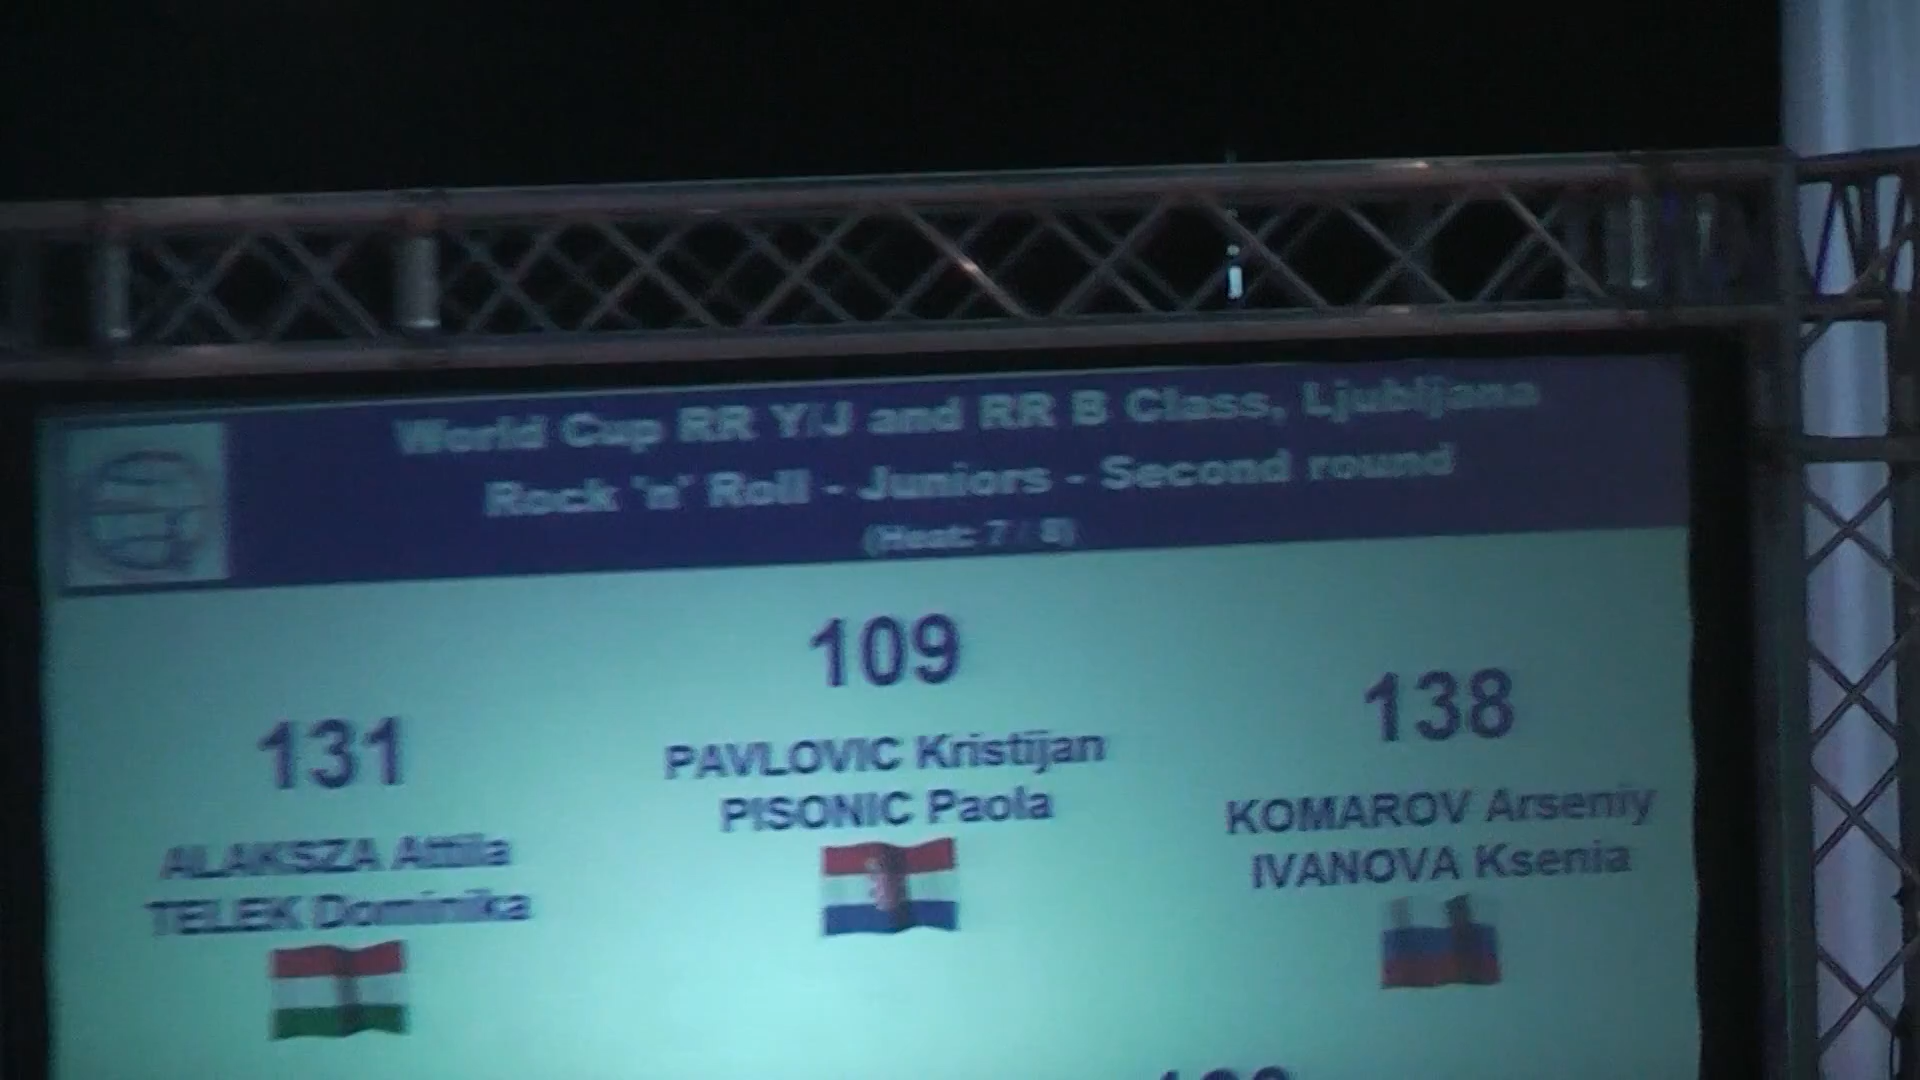 World Cup RR Y/J and RR B Class, Ljubljana
Rock 'n' Roll - Juniors - Second round
(Heat: 7 / 8)
109
PAVLOVIC Kristijan
PISONIC Paola
131
ALAKSZA Attila
TELEK Dominika
138
KOMAROV Arseniy
IVANOVA Ksenia